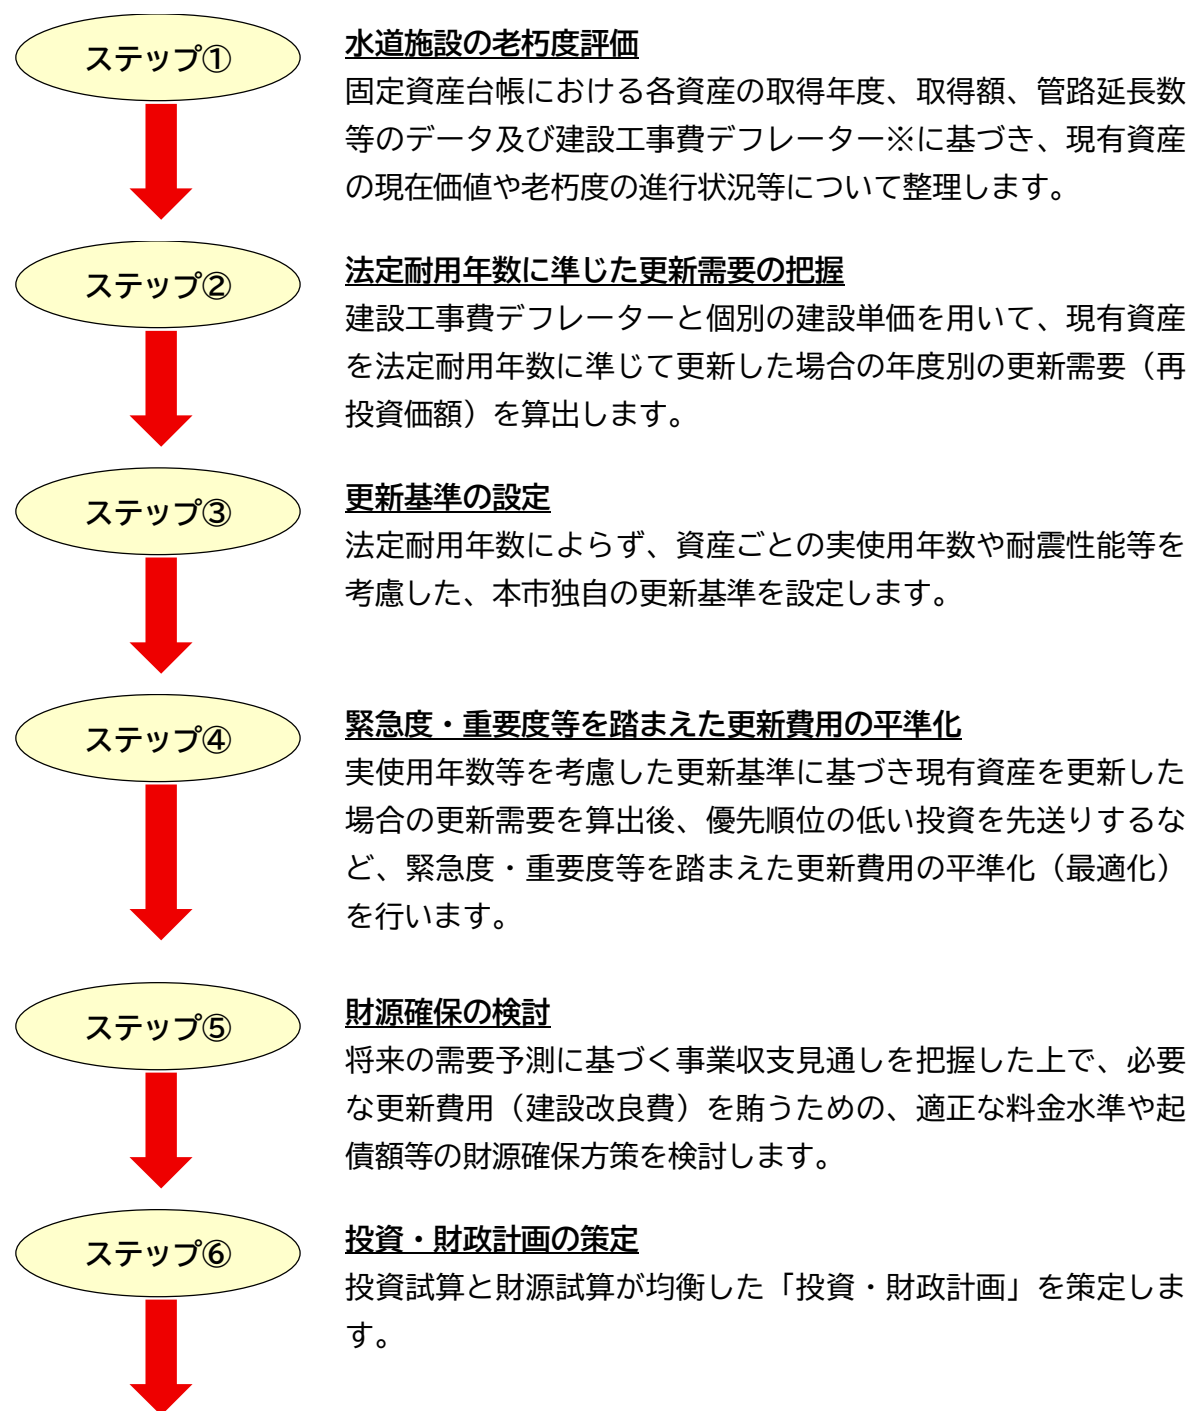 ステップ①
水道施設の老朽度評価
固定資産台帳における各資産の取得年度、取得額、管路延長数
等のデータ及び建設工事費デフレーター※に基づき、現有資産
の現在価値や老朽度の進行状況等について整理します。
ステップ②
法定耐用年数に準じた更新需要の把握
建設工事費デフレーターと個別の建設単価を用いて、現有資産
を法定耐用年数に準じて更新した場合の年度別の更新需要（再
投資価額）を算出します。
ステップ③
更新基準の設定
法定耐用年数によらず、資産ごとの実使用年数や耐震性能等を
考慮した、本市独自の更新基準を設定します。
ステップ④
緊急度・重要度等を踏まえた更新費用の平準化
実使用年数等を考慮した更新基準に基づき現有資産を更新した
場合の更新需要を算出後、優先順位の低い投資を先送りするな
ど、緊急度・重要度等を踏まえた更新費用の平準化（最適化）
を行います。
ステップ⑤
財源確保の検討
将来の需要予測に基づく事業収支見通しを把握した上で、必要
な更新費用（建設改良費）を賄うための、適正な料金水準や起
債額等の財源確保方策を検討します。
ステップ⑥
投資・財政計画の策定
投資試算と財源試算が均衡した「投資・財政計画」を策定しま
す。